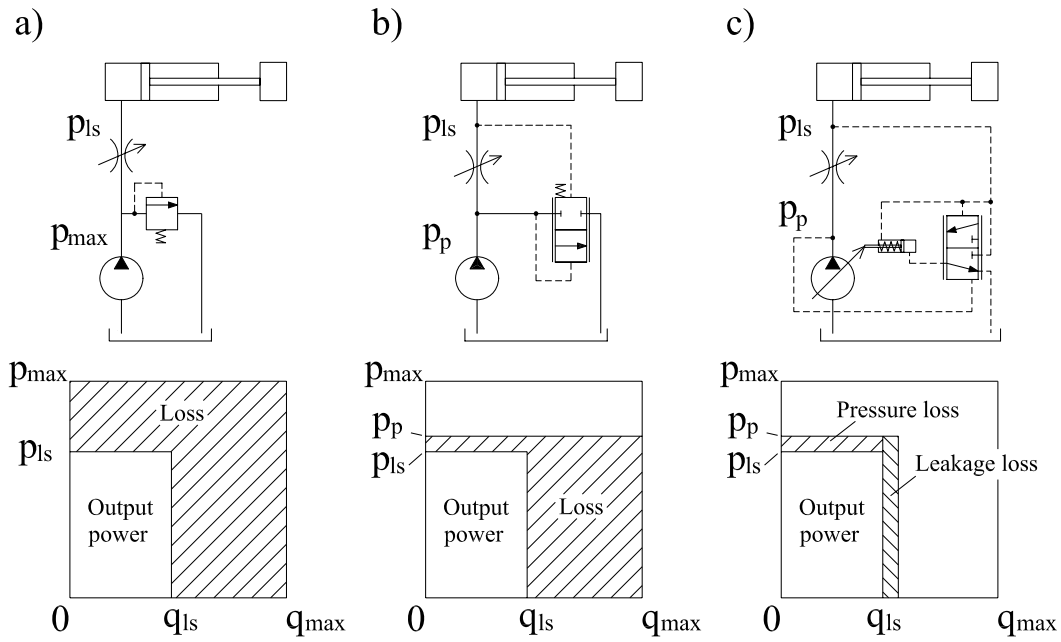 a) b) c)
pls pls pls
pmax pp pp
pmax pmax pmax
Loss Pressure loss
pp pp
pls pls pls
Leakage loss
Output power Output power Loss Output power
0 qls qmax 0 qls qmax 0 qls qmax